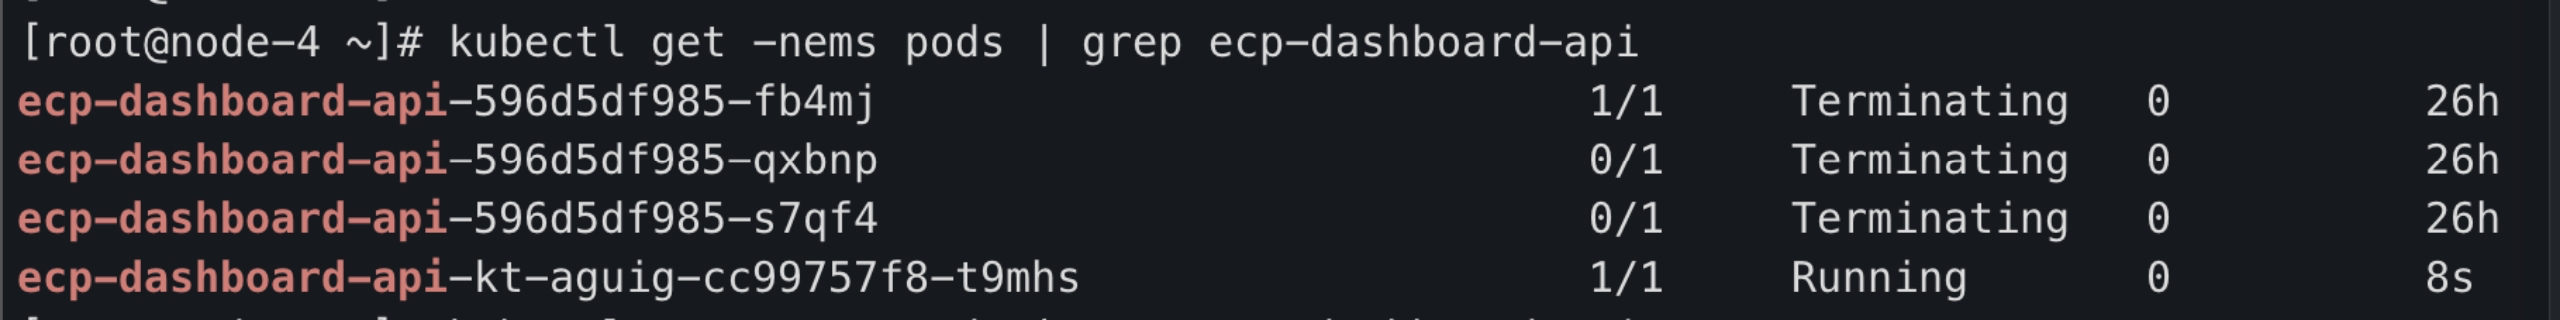 [root@node-4 ~]# kubectl get -nems pods | grep ecp-dashboard-api
ecp-dashboard-api-596d5df985-fb4mj 1/1 Terminating 0 26h
ecp-dashboard-api-596d5df985-qxbnp 0/1 Terminating 0 26h
ecp-dashboard-api-596d5df985-s7qf4 0/1 Terminating 0 26h
ecp-dashboard-api-kt-aguig-cc99757f8-t9mhs 1/1 Running 0 8s